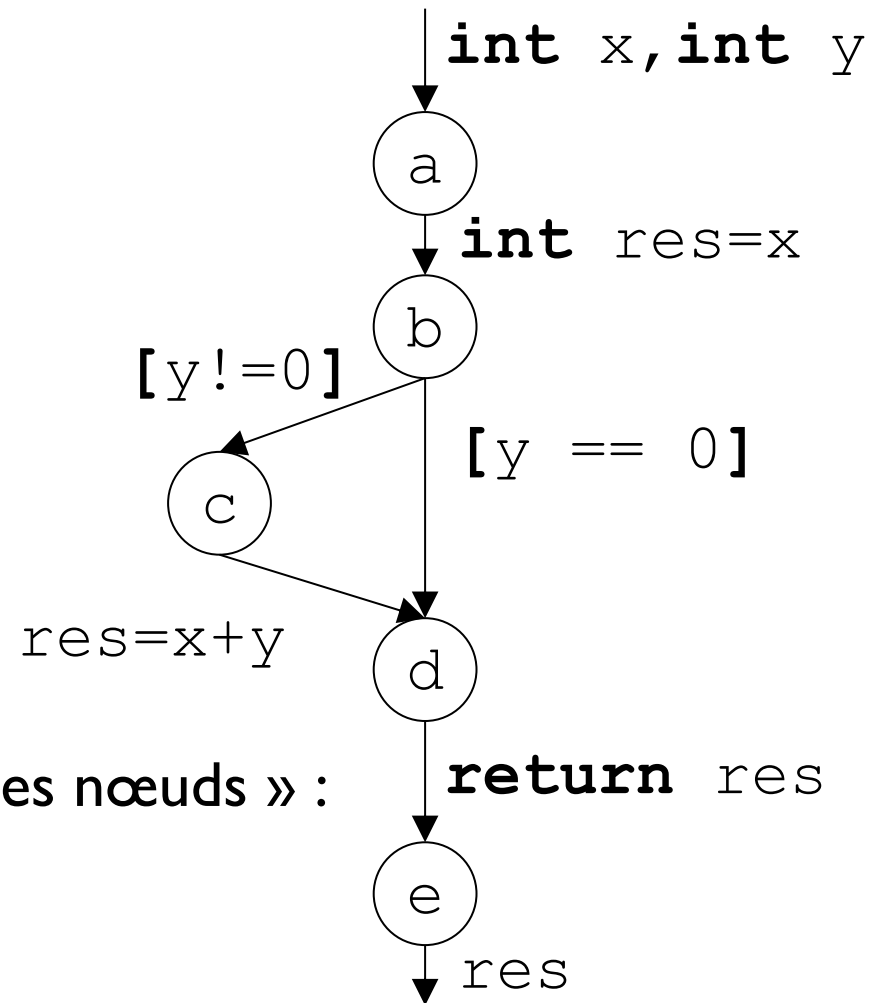 int x,int y
a
int res=x
b
[y!=0]
[y == 0]
c
res=x+y
d
es nœuds » :
return res
e
res